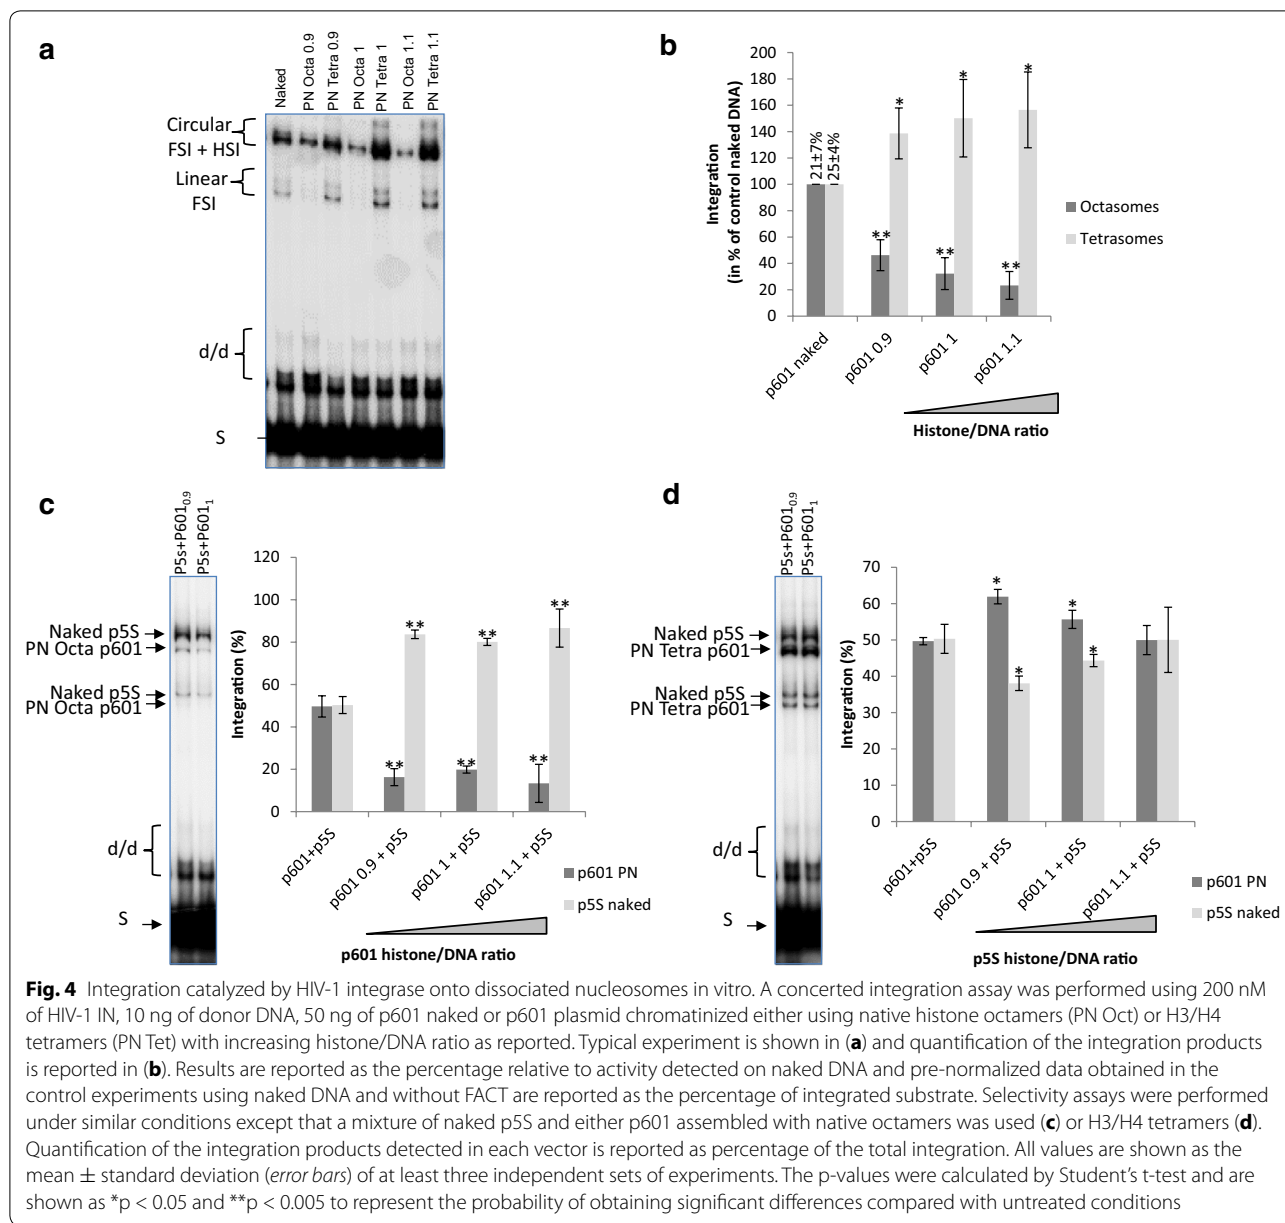 a
Naked
PN Octa 0.9
PN Tetra 0.9
PN Octa 1
PN Tetra 1
PN Octa 1.1
PN Tetra 1.1
Circular
FSI + HSI
Linear
FSI
d/d
S
b
Integration
(in % of control naked DNA)
200
180
160
140
120
100
80
60
40
20
0
21±7%
25±4%
**
*
**
*
**
*
Octasomes
Tetrasomes
p601 naked
p601 0.9
p601 1
p601 1.1
Histone/DNA ratio
c
P5s+P6010.9
P5s+P6011
Naked p5S
PN Octa p601
Naked p5S
PN Octa p601
d/d
S
Integration (%)
120
100
80
60
40
20
0
**
**
**
**
**
**
p601+p5S
p601 0.9 + p5S
p601 1 + p5S
p601 1.1 + p5S
p601 PN
p5S naked
p601 histone/DNA ratio
d
P5s+P6010.9
P5s+P6011
Naked p5S
PN Tetra p601
Naked p5S
PN Tetra p601
d/d
S
Integration (%)
70
60
50
40
30
20
10
0
*
*
*
*
p601+p5S
p601 0.9 + p5S
p601 1 + p5S
p601 1.1 + p5S
p601 PN
p5S naked
p5S histone/DNA ratio
Fig. 4 Integration catalyzed by HIV-1 integrase onto dissociated nucleosomes in vitro. A concerted integration assay was performed using 200 nM
of HIV-1 IN, 10 ng of donor DNA, 50 ng of p601 naked or p601 plasmid chromatinized either using native histone octamers (PN Oct) or H3/H4
tetramers (PN Tet) with increasing histone/DNA ratio as reported. Typical experiment is shown in (a) and quantification of the integration products
is reported in (b). Results are reported as the percentage relative to activity detected on naked DNA and pre-normalized data obtained in the
control experiments using naked DNA and without FACT are reported as the percentage of integrated substrate. Selectivity assays were performed
under similar conditions except that a mixture of naked p5S and either p601 assembled with native octamers was used (c) or H3/H4 tetramers (d).
Quantification of the integration products detected in each vector is reported as percentage of the total integration. All values are shown as the
mean ± standard deviation (error bars) of at least three independent sets of experiments. The p-values were calculated by Student's t-test and are
shown as *p < 0.05 and **p < 0.005 to represent the probability of obtaining significant differences compared with untreated conditions